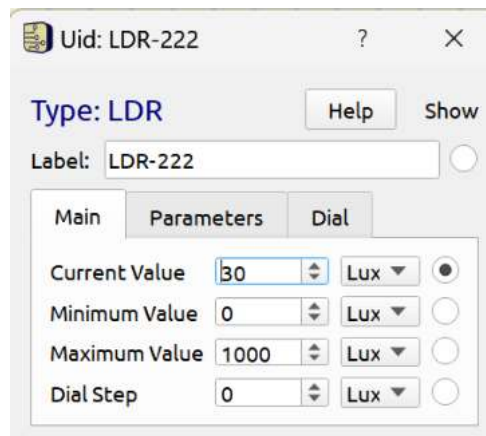 Uid: LDR-222 ? ×
Type: LDR Help Show
Label: LDR-222
Main Parameters Dial
Current Value 30 Lux
Minimum Value 0 Lux
Maximum Value 1000 Lux
Dial Step 0 Lux